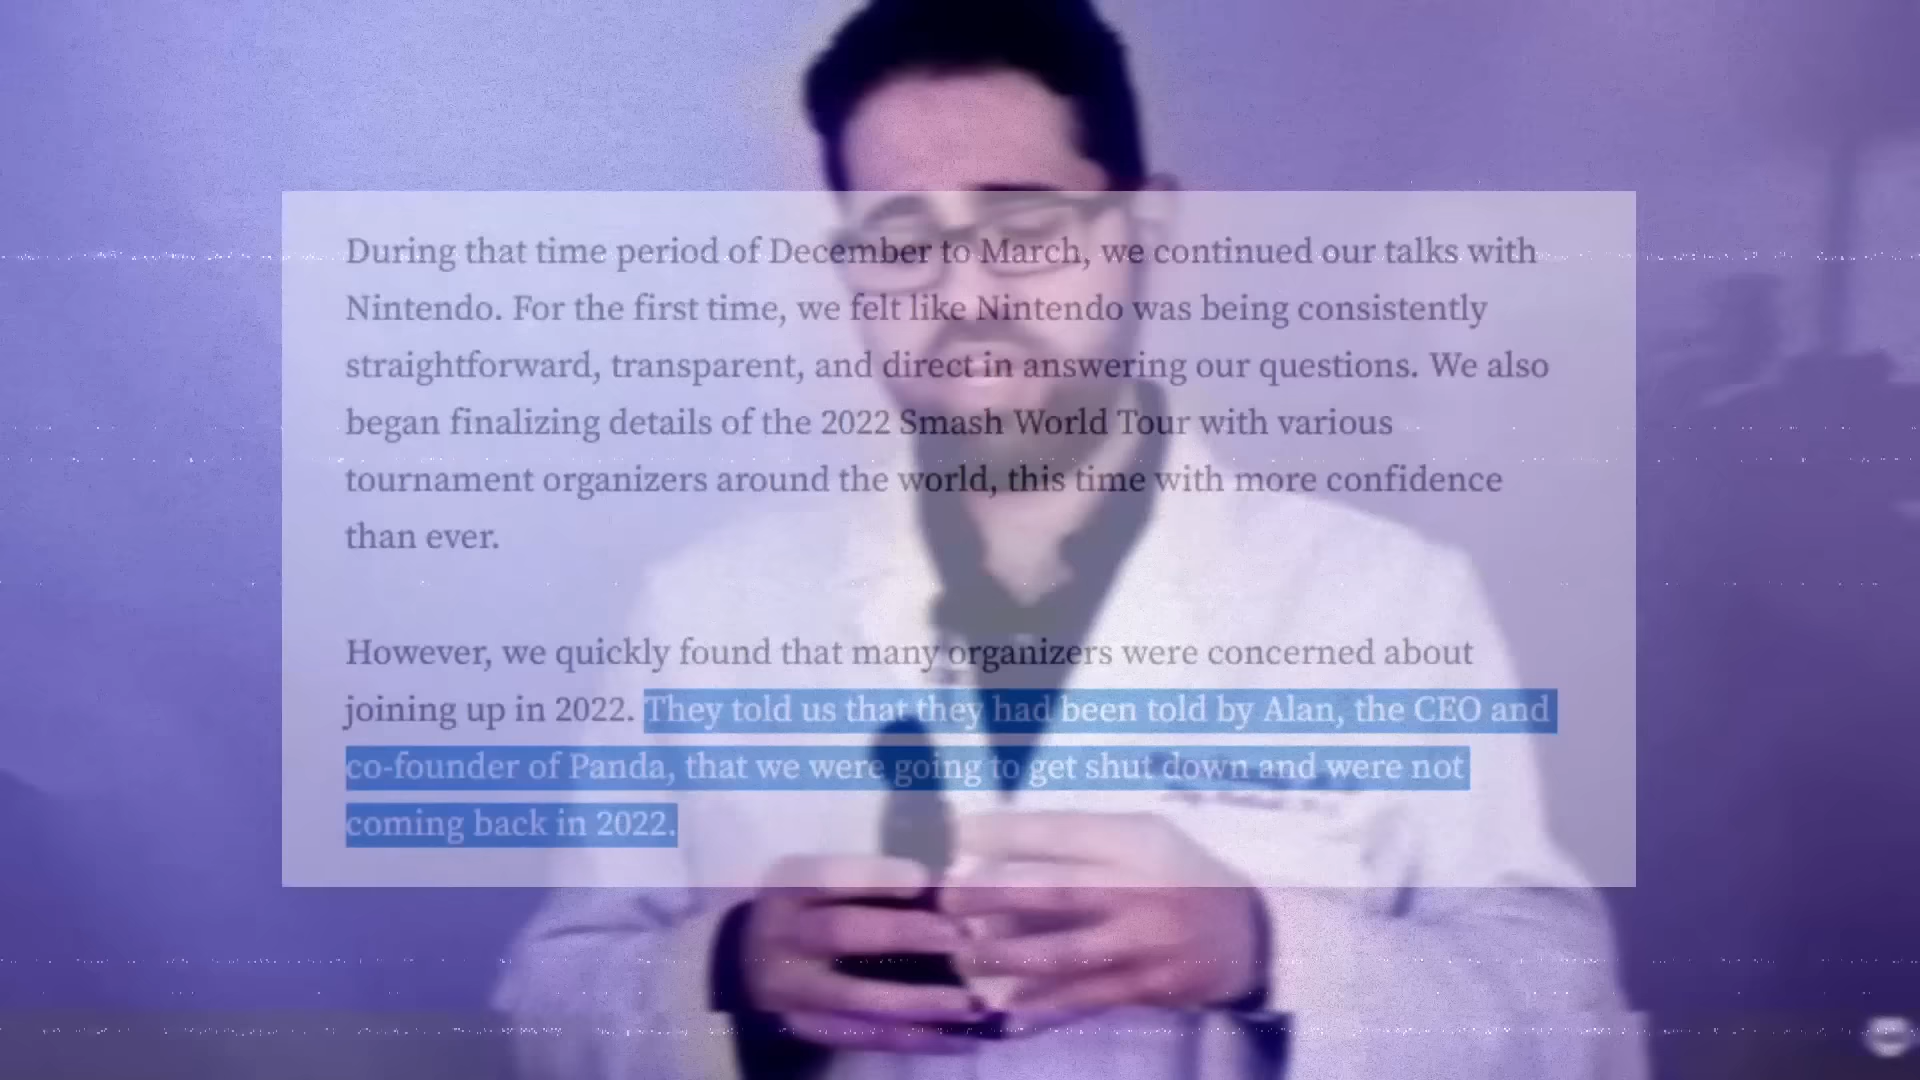 During that time period of December to March, we continued our talks with
Nintendo. For the first time, we felt like Nintendo was being consistently
straightforward, transparent, and direct in answering our questions. We also
began finalizing details of the 2022 Smash World Tour with various
tournament organizers around the world, this time with more confidence
than ever.
However, we quickly found that many organizers were concerned about
joining up in 2022. They told us that they had been told by Alan, the CEO and
co-founder of Panda, that we were going to get shut down and were not
coming back in 2022.